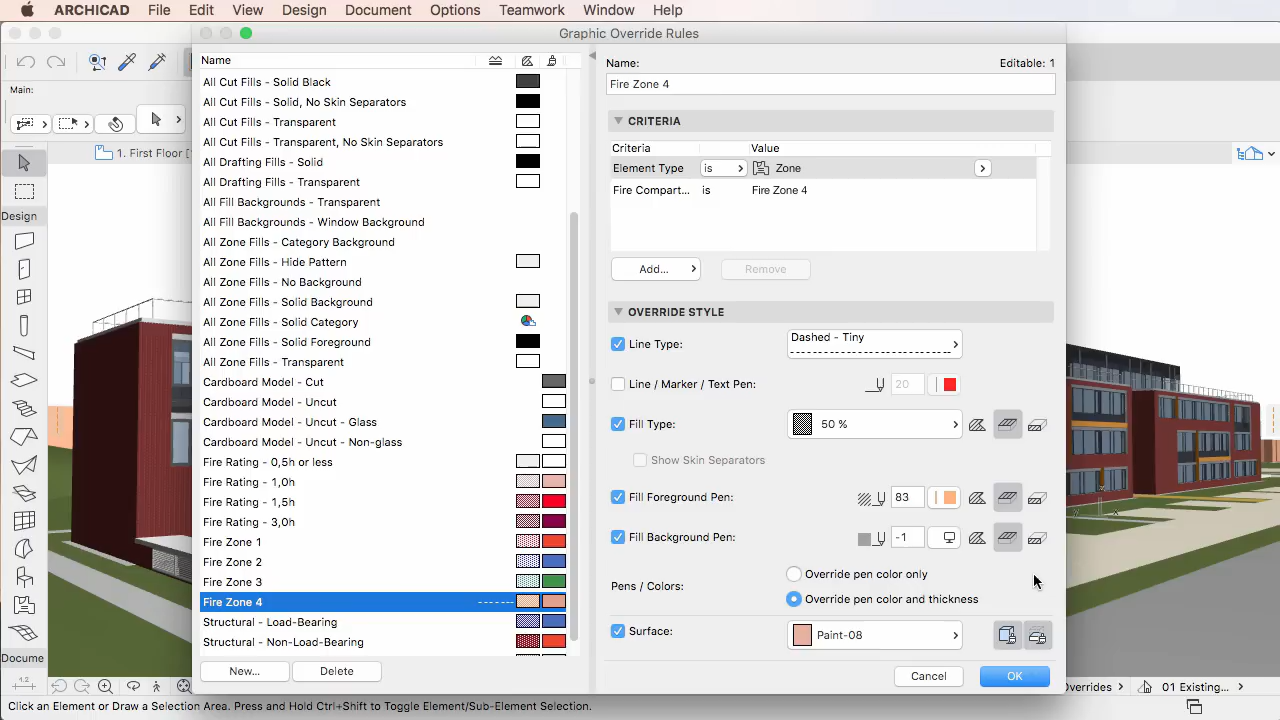 ARCHICAD File Edit View Design Document Options Teamwork Window Help
Graphic Override Rules
Main:
1. First Floor [
Design
Docume
Name
All Cut Fills - Solid Black
All Cut Fills - Solid, No Skin Separators
All Cut Fills - Transparent
All Cut Fills - Transparent, No Skin Separators
All Drafting Fills - Solid
All Drafting Fills - Transparent
All Fill Backgrounds - Transparent
All Fill Backgrounds - Window Background
All Zone Fills - Category Background
All Zone Fills - Hide Pattern
All Zone Fills - No Background
All Zone Fills - Solid Background
All Zone Fills - Solid Category
All Zone Fills - Solid Foreground
All Zone Fills - Transparent
Cardboard Model - Cut
Cardboard Model - Uncut
Cardboard Model - Uncut - Glass
Cardboard Model - Uncut - Non-glass
Fire Rating - 0,5h or less
Fire Rating - 1,0h
Fire Rating - 1,5h
Fire Rating - 3,0h
Fire Zone 1
Fire Zone 2
Fire Zone 3
Fire Zone 4
Structural - Load-Bearing
Structural - Non-Load-Bearing
New... Delete
Name: Editable: 1
Fire Zone 4
CRITERIA
Criteria Value
Element Type is Zone
Fire Compart... is Fire Zone 4
Add... Remove
OVERRIDE STYLE
Line Type: Dashed - Tiny
Line / Marker / Text Pen: 20
Fill Type: 50 %
Show Skin Separators
Fill Foreground Pen: 83
Fill Background Pen: -1
Pens / Colors: Override pen color only
Override pen color and thickness
Surface: Paint-08
Cancel OK
1.2
Overrides 01 Existing...
Click an Element or Draw a Selection Area. Press and Hold Ctrl+Shift to Toggle Element/Sub-Element Selection.